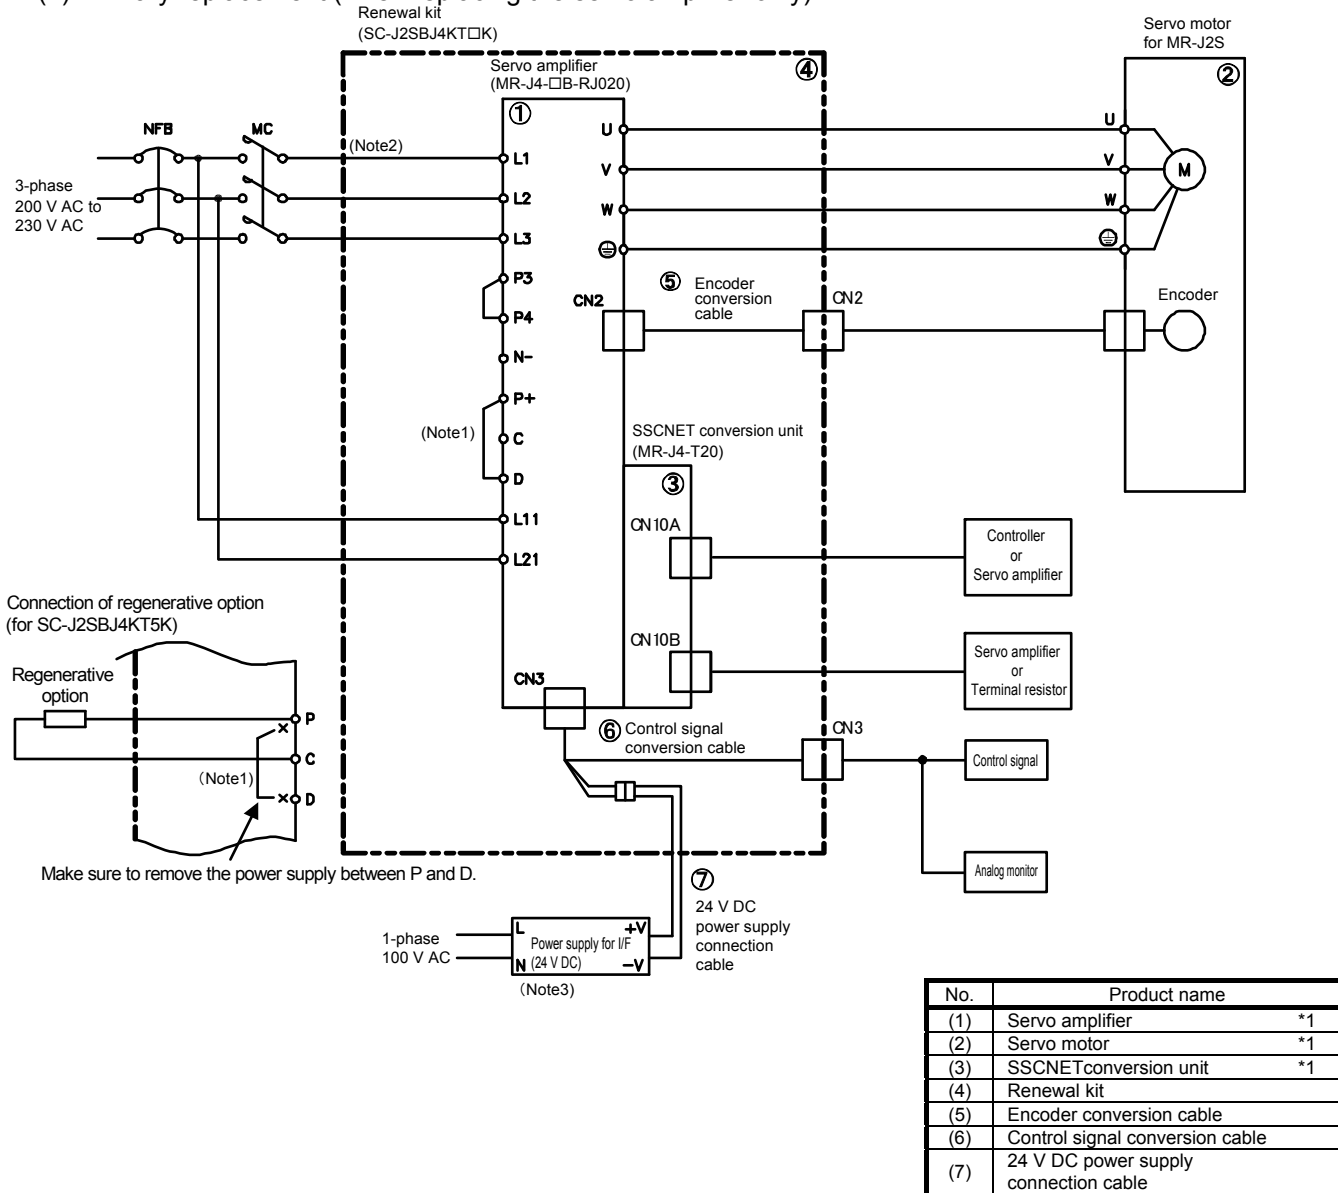 Renewal kit
(SC-J2SBJ4KT□K)
Servo motor
for MR-J2S
Servo amplifier
(MR-J4-□B-RJ020)
④
②
①
NFB
MC
(Note2)
3-phase
200 V AC to
230 V AC
L1
L2
L3
P3
P4
N-
P+
C
D
L11
L21
(Note1)
U
V
W
CN2
⑤
Encoder
conversion
cable
CN2
U
V
W
M
Encoder
SSCNET conversion unit
(MR-J4-T20)
③
CN10A
CN10B
Controller
or
Servo amplifier
Servo amplifier
or
Terminal resistor
Connection of regenerative option
(for SC-J2SBJ4KT5K)
Regenerative
option
P
C
D
(Note1)
Make sure to remove the power supply between P and D.
CN3
⑥ Control signal
conversion cable
CN3
Control signal
Analog monitor
⑦
24 V DC
power supply
connection
cable
1-phase
100 V AC
L
N
Power supply for I/F
(24 V DC)
+V
−V
(Note3)
No. Product name
(1) Servo amplifier *1
(2) Servo motor *1
(3) SSCNETconversion unit *1
(4) Renewal kit
(5) Encoder conversion cable
(6) Control signal conversion cable
(7) 24 V DC power supply
connection cable